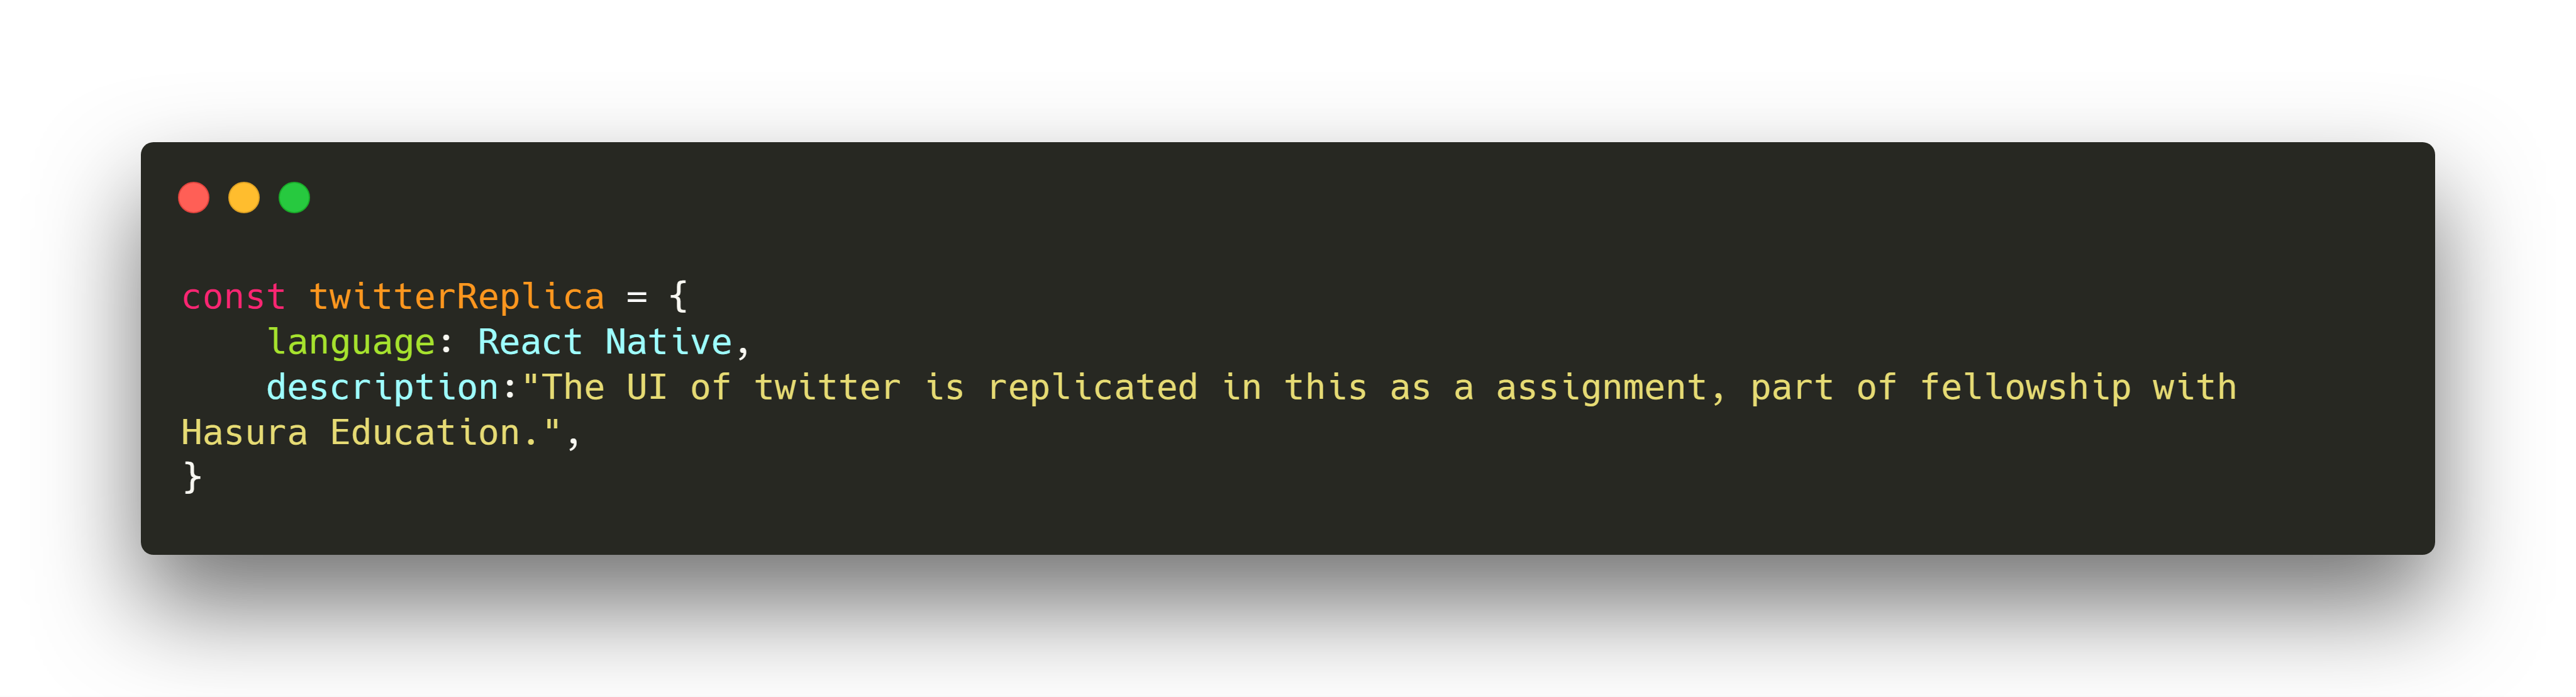 const twitterReplica = {
    language: React Native,
    description:"The UI of twitter is replicated in this as a assignment, part of fellowship with
Hasura Education.",
}